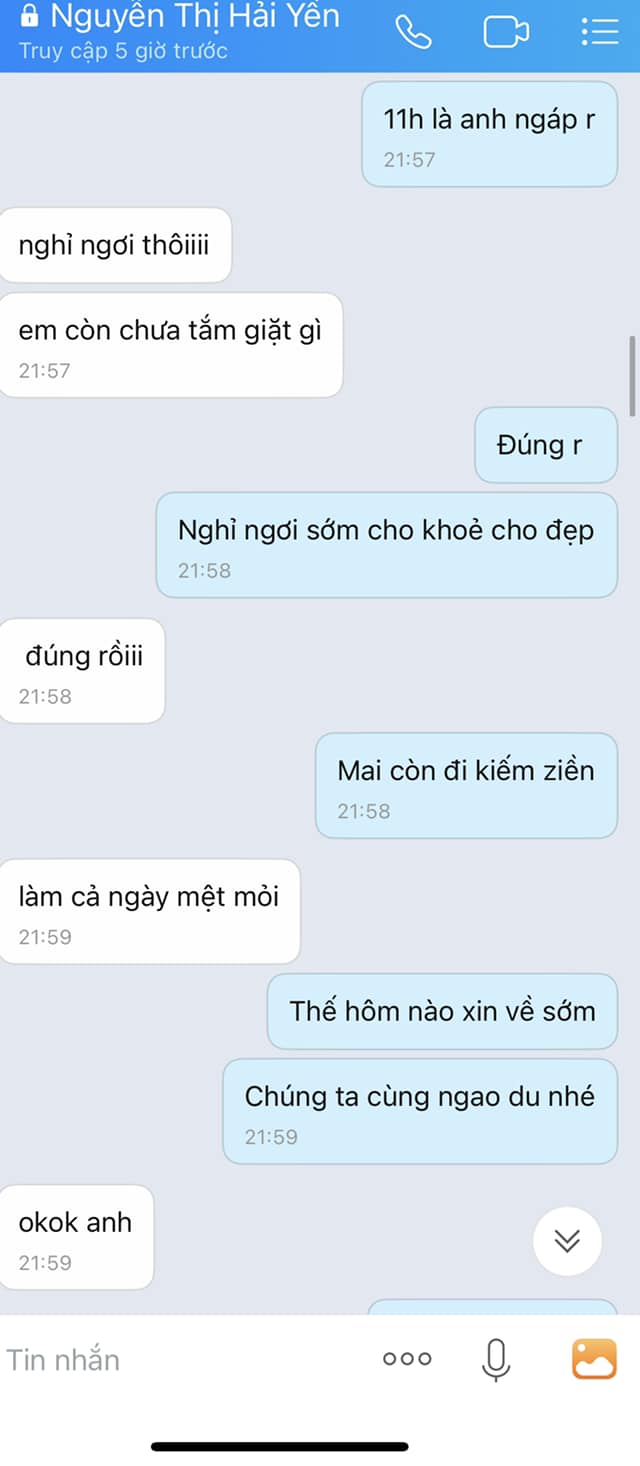 Nguyễn Thị Hải Yến
Truy cập 5 giờ trước
11h là anh ngáp r
21:57
nghỉ ngơi thôiiii
em còn chưa tắm giặt gì
21:57
Đúng r
Nghỉ ngơi sớm cho khoẻ cho đẹp
21:58
đúng rồiii
21:58
Mai còn đi kiếm ziền
21:58
làm cả ngày mệt mỏi
21:59
Thế hôm nào xin về sớm
Chúng ta cùng ngao du nhé
21:59
okok anh
21:59
Tin nhắn